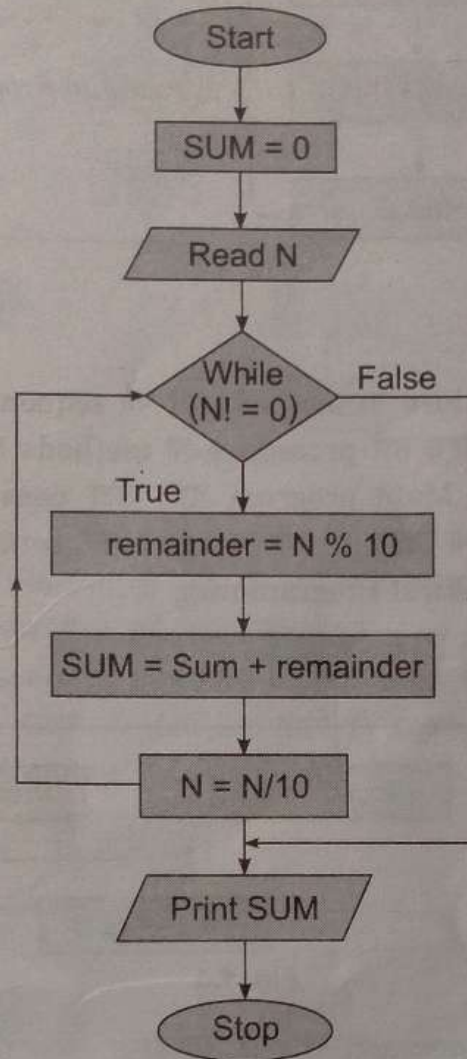 Start
SUM = 0
Read N
While
(N! = 0)
False
True
remainder = N % 10
SUM = Sum + remainder
N = N/10
Print SUM
Stop